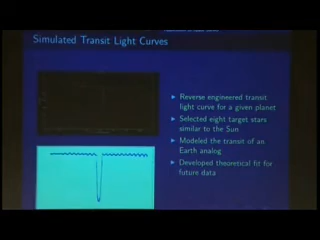 Simulated Transit Light Curves
Reverse engineered transit
light curve for a given planet
Selected eight target stars
similar to the Sun
Modeled the transit of an
Earth analog
Developed theoretical fit for
future data